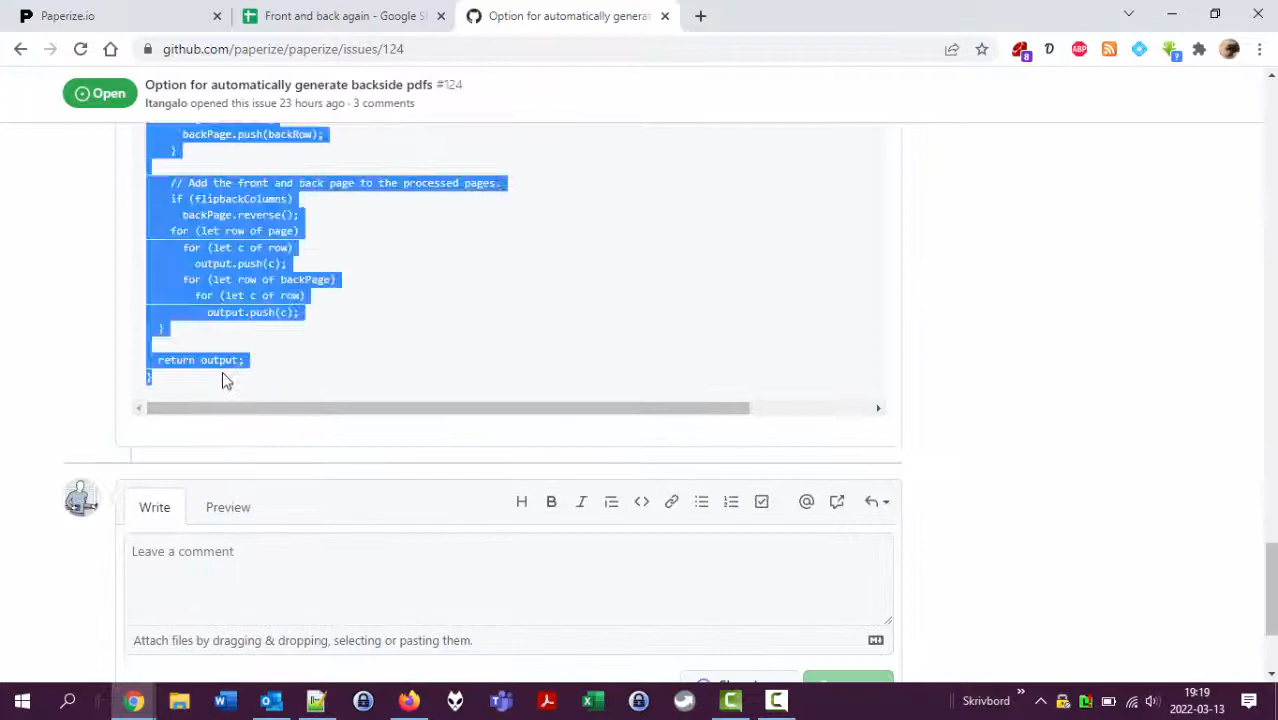 Paperize.io
Front and back again - Google Sh
Option for automatically generat
github.com/paperize/paperize/issues/124
8
ABP
?
Open
Option for automatically generate backside pdfs #124
Itangalo opened this issue 23 hours ago · 3 comments
backPage.push(backRow);
}
// Add the front and back page to the processed pages.
if (flipbackColumns)
backPage.reverse();
for (let row of page)
for (let c of row)
output.push(c);
for (let row of backPage)
for (let c of row)
output.push(c);
}
return output;
}
Write
Preview
Leave a comment
Attach files by dragging & dropping, selecting or pasting them.
Skrivbord
19:19
2022-03-13